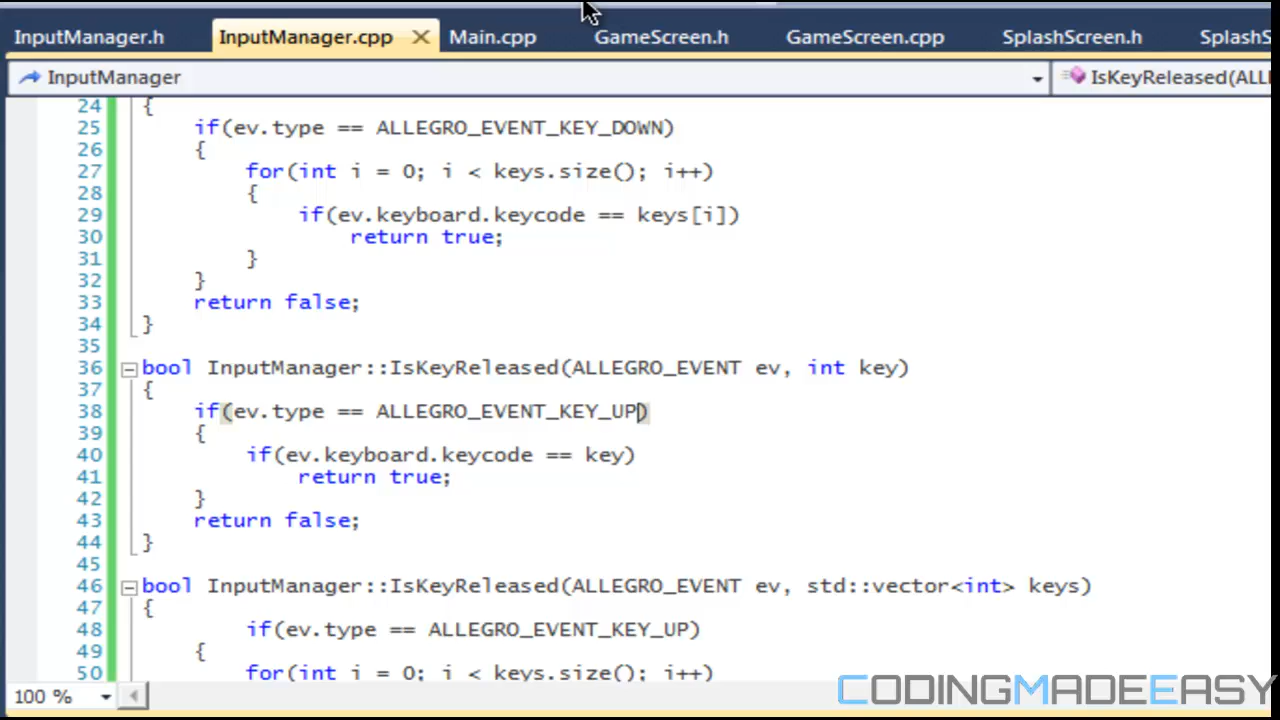 InputManager.h InputManager.cpp Main.cpp GameScreen.h GameScreen.cpp SplashScreen.h SplashS
InputManager IsKeyReleased(ALL
24 {
25 if(ev.type == ALLEGRO_EVENT_KEY_DOWN)
26 {
27 for(int i = 0; i < keys.size(); i++)
28 {
29 if(ev.keyboard.keycode == keys[i])
30 return true;
31 }
32 }
33 return false;
34 }
35
36 bool InputManager::IsKeyReleased(ALLEGRO_EVENT ev, int key)
37 {
38 if(ev.type == ALLEGRO_EVENT_KEY_UP)
39 {
40 if(ev.keyboard.keycode == key)
41 return true;
42 }
43 return false;
44 }
45
46 bool InputManager::IsKeyReleased(ALLEGRO_EVENT ev, std::vector<int> keys)
47 {
48 if(ev.type == ALLEGRO_EVENT_KEY_UP)
49 {
50 for(int i = 0; i < keys.size(); i++)
100 %
CODINGMADEEASY